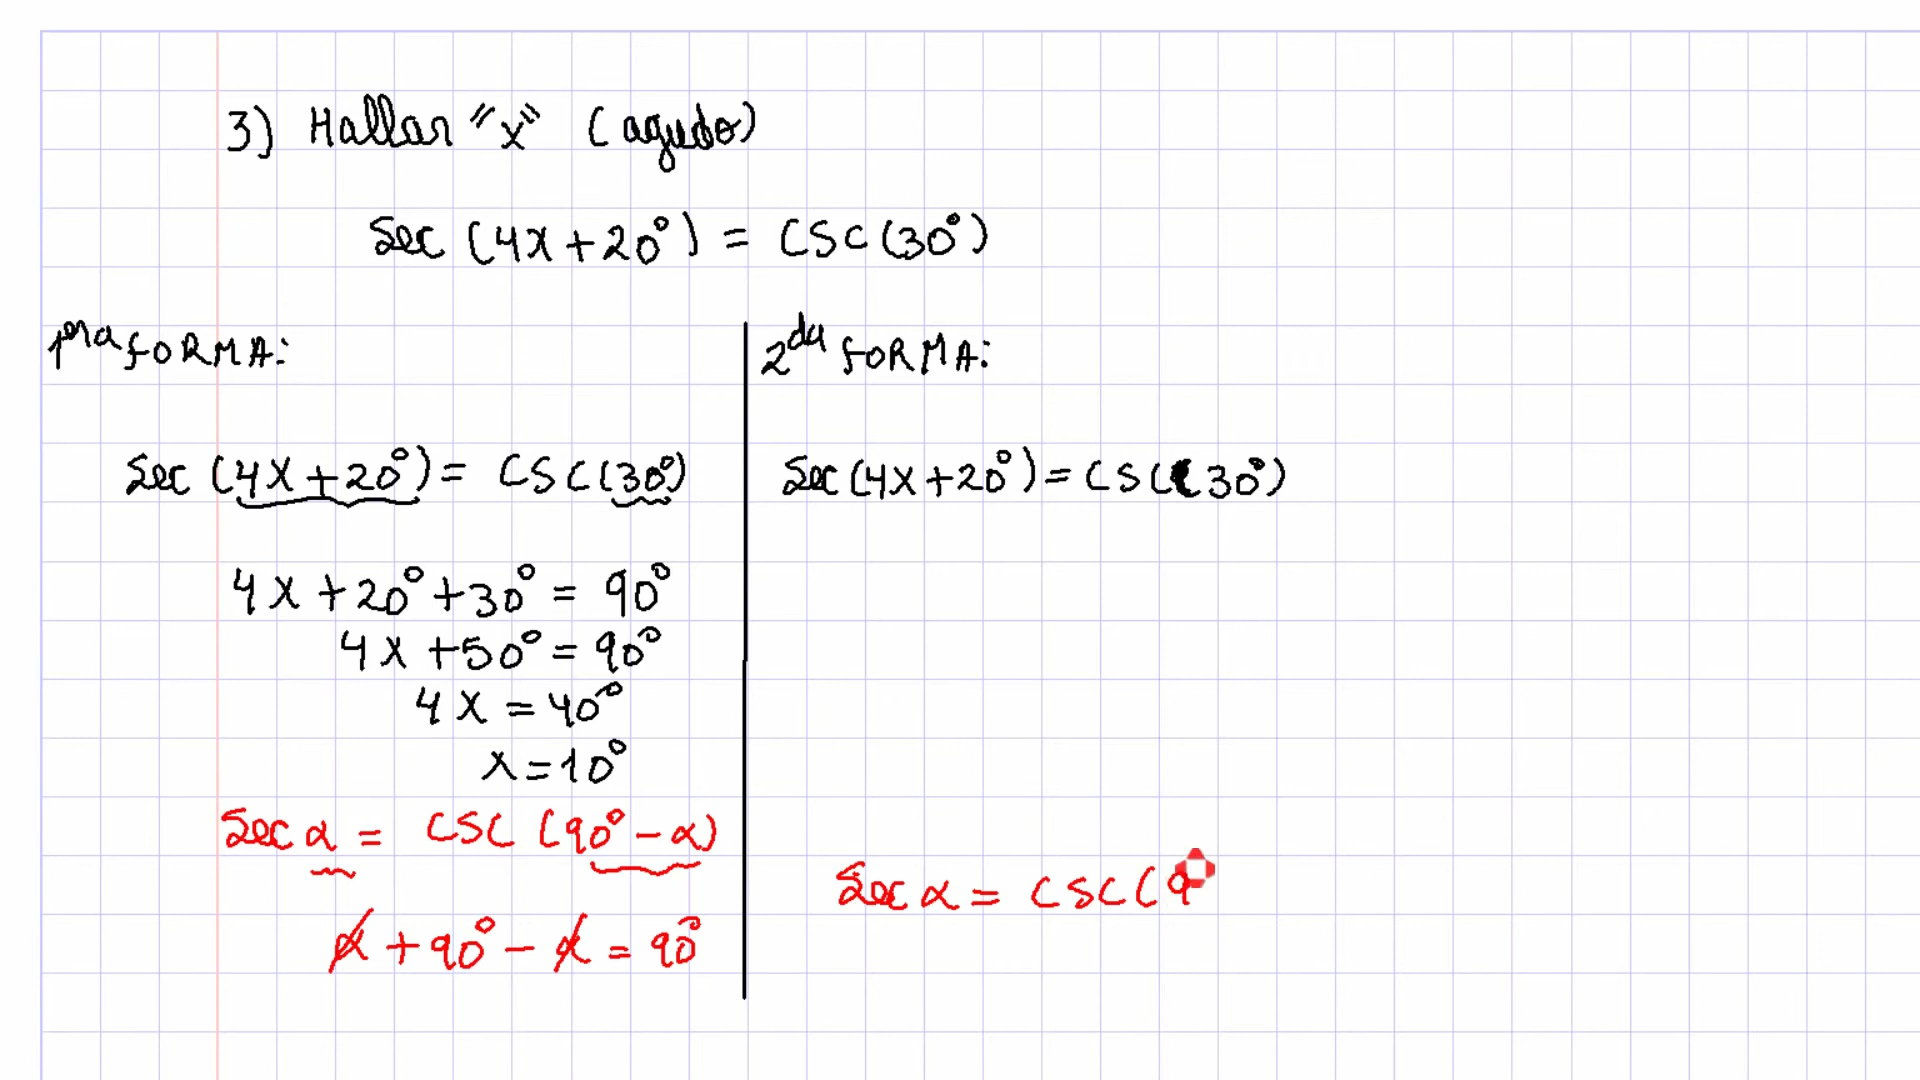 3) Hallar "x" (agudo)
Sec (4x+20°) = CSC (30°)
1ra FORMA:
Sec (4x+20°) = CSC (30°)
4x +20° +30° = 90°
4x +50° = 90°
4x = 40°
x = 10°
Sec α = CSC (90° - α)
α + 90° - α = 90°
2da FORMA:
Sec (4x+20°) = CSC (30°)
Sec α = CSC (9